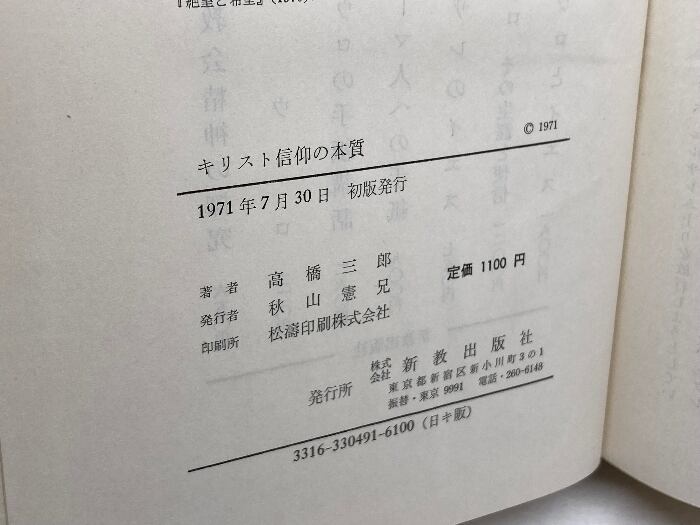 © 1971
キリスト信仰の本質
1971年7月30日 初版発行
著者 高橋三郎
発行者 秋山憲兄
印刷所 松濤印刷株式会社
定価 1100 円
発行所 株式会社 新教出版社
東京都新宿区新小川町3の1
振替・東京 9991 電話・260-6148
3316-330491-6100 (日キ販)